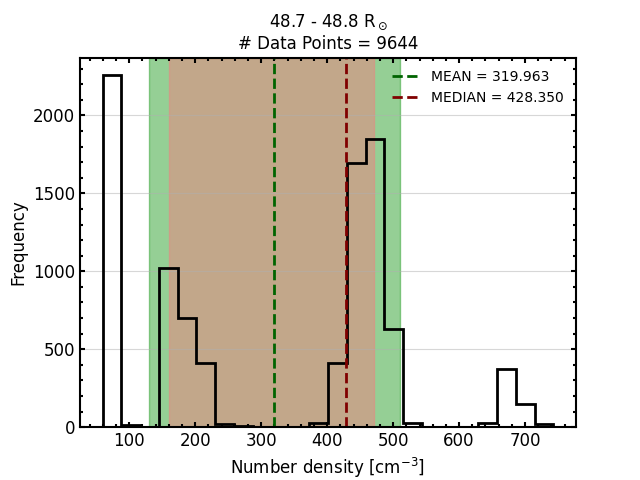 48.7 - 48.8 R⊙
# Data Points = 9644
MEAN = 319.963
MEDIAN = 428.350
Frequency
2000
1500
1000
500
0
100 200 300 400 500 600 700
Number density [cm⁻³]